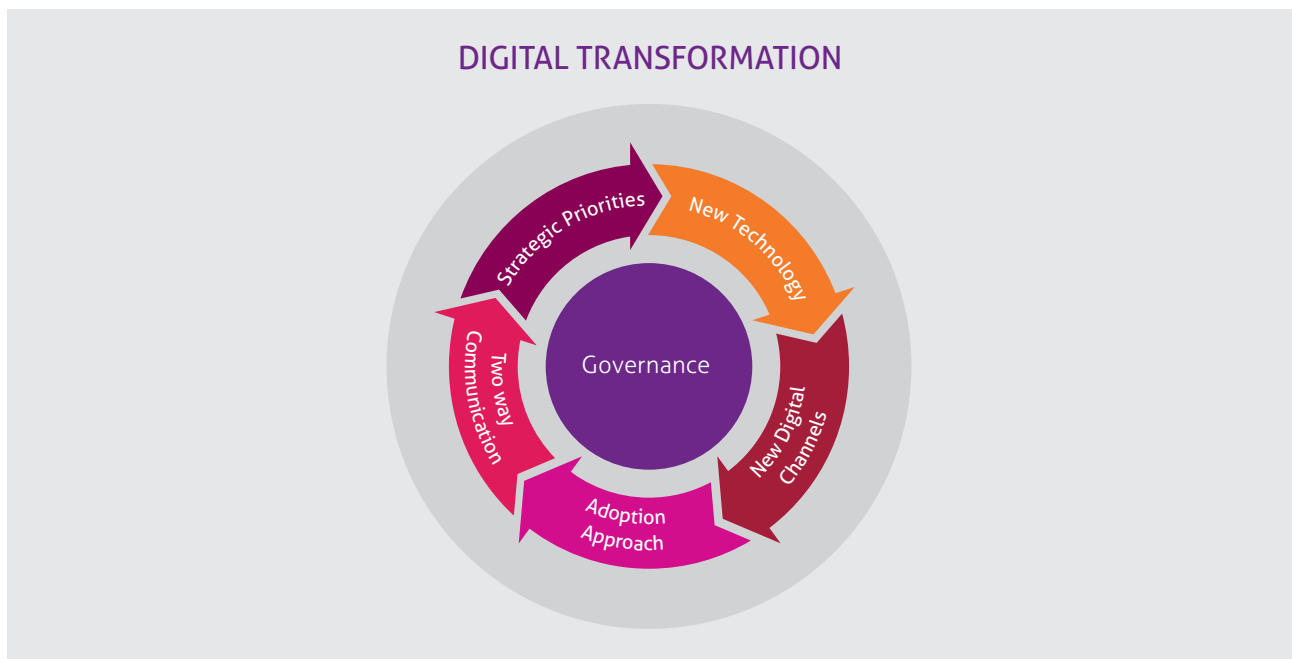 DIGITAL TRANSFORMATION
Strategic Priorities
New Technology
New Digital
Channels
Adoption
Approach
Two way
Communication
Governance